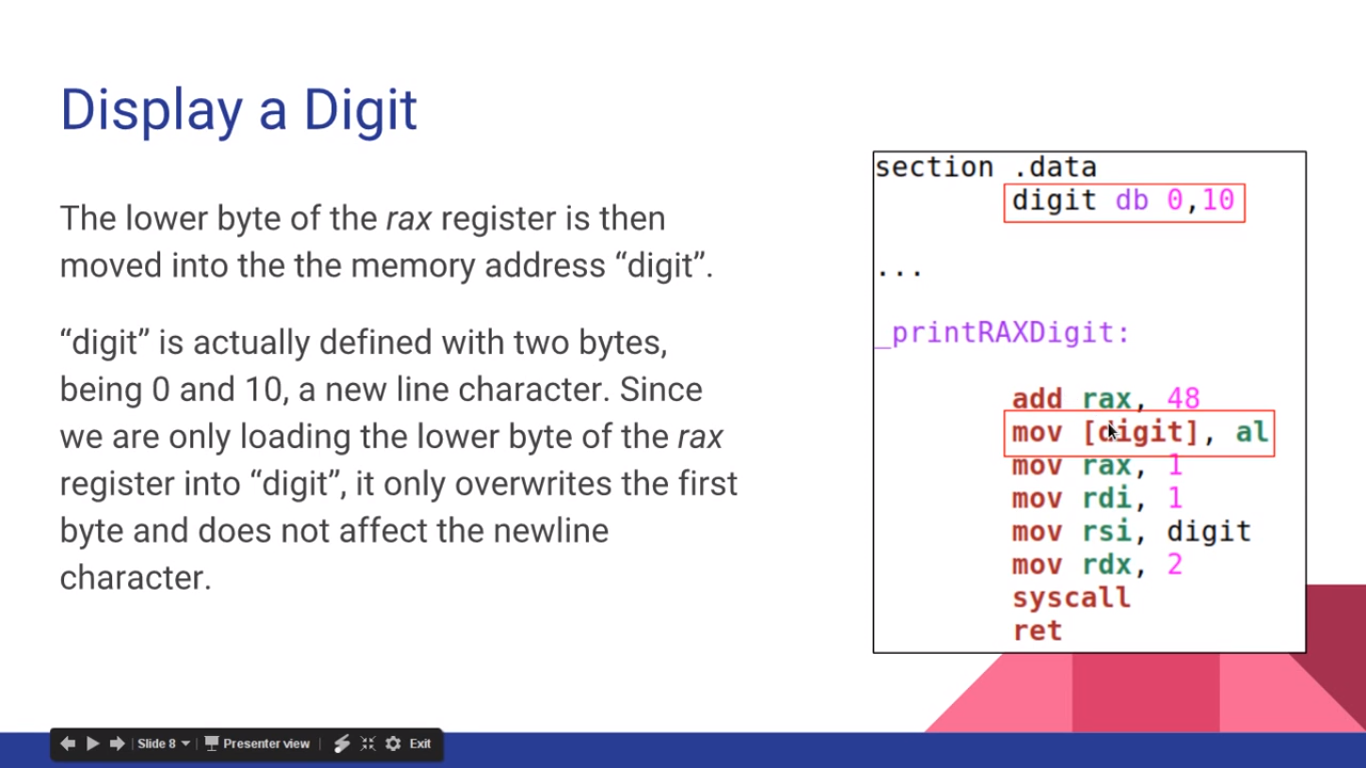 Display a Digit
The lower byte of the rax register is then
moved into the the memory address “digit”.
“digit” is actually defined with two bytes,
being 0 and 10, a new line character. Since
we are only loading the lower byte of the rax
register into “digit”, it only overwrites the first
byte and does not affect the newline
character.
section .data
digit db 0,10
...
_printRAXDigit:
add rax, 48
mov [digit], al
mov rax, 1
mov rdi, 1
mov rsi, digit
mov rdx, 2
syscall
ret
Slide 8 Presenter view Exit